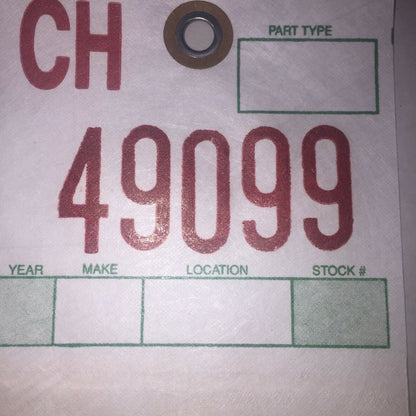 CH
PART TYPE
49099
YEAR MAKE LOCATION STOCK #